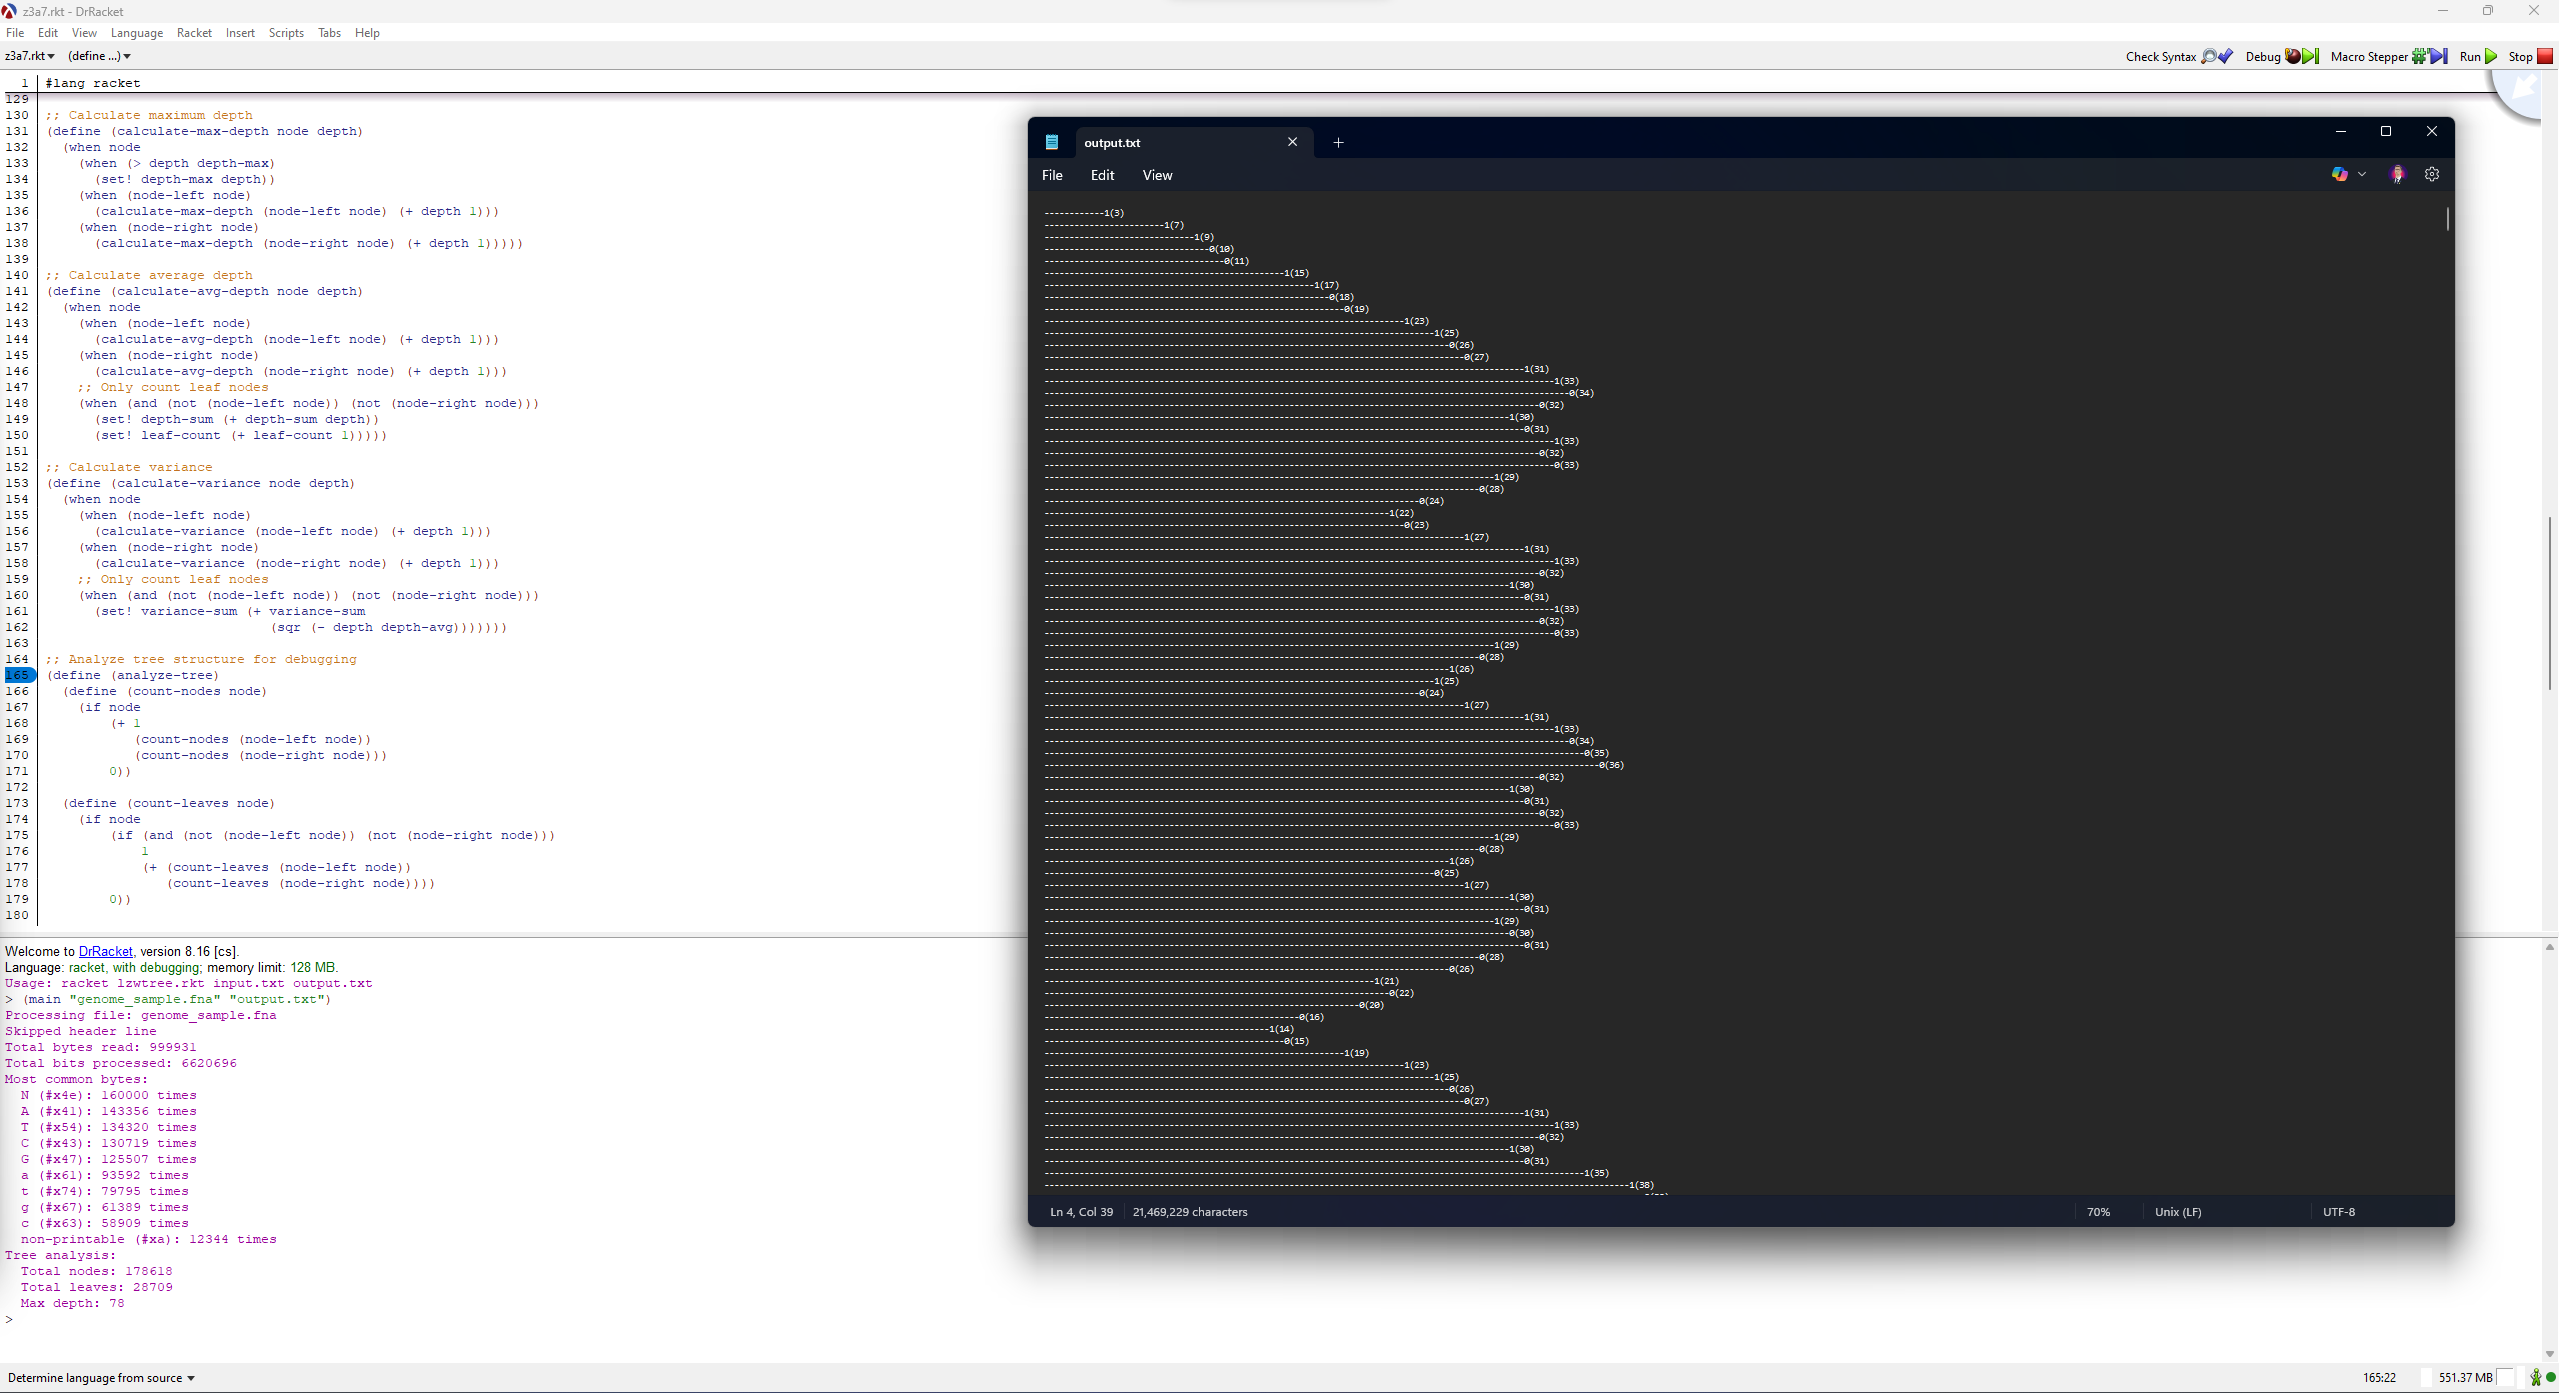 z3a7.rkt - DrRacket
File Edit View Language Racket Insert Scripts Tabs Help
z3a7.rkt (define ...)
Check Syntax Debug Macro Stepper Run Stop
1 #lang racket
129
130 ;; Calculate maximum depth
131 (define (calculate-max-depth node depth)
132 (when node
133 (when (> depth depth-max)
134 (set! depth-max depth))
135 (when (node-left node)
136 (calculate-max-depth (node-left node) (+ depth 1)))
137 (when (node-right node)
138 (calculate-max-depth (node-right node) (+ depth 1)))))
139
140 ;; Calculate average depth
141 (define (calculate-avg-depth node depth)
142 (when node
143 (when (node-left node)
144 (calculate-avg-depth (node-left node) (+ depth 1)))
145 (when (node-right node)
146 (calculate-avg-depth (node-right node) (+ depth 1)))
147 ;; Only count leaf nodes
148 (when (and (not (node-left node)) (not (node-right node)))
149 (set! depth-sum (+ depth-sum depth))
150 (set! leaf-count (+ leaf-count 1)))))
151
152 ;; Calculate variance
153 (define (calculate-variance node depth)
154 (when node
155 (when (node-left node)
156 (calculate-variance (node-left node) (+ depth 1)))
157 (when (node-right node)
158 (calculate-variance (node-right node) (+ depth 1)))
159 ;; Only count leaf nodes
160 (when (and (not (node-left node)) (not (node-right node)))
161 (set! variance-sum (+ variance-sum
162 (sqr (- depth depth-avg)))))))
163
164 ;; Analyze tree structure for debugging
165 (define (analyze-tree)
166 (define (count-nodes node)
167 (if node
168 (+ 1
169 (count-nodes (node-left node))
170 (count-nodes (node-right node)))
171 0))
172
173 (define (count-leaves node)
174 (if node
175 (if (and (not (node-left node)) (not (node-right node)))
176 1
177 (+ (count-leaves (node-left node))
178 (count-leaves (node-right node))))
179 0))
180
Welcome to DrRacket, version 8.16 [cs].
Language: racket, with debugging; memory limit: 128 MB.
Usage: racket lzwtree.rkt input.txt output.txt
> (main "genome_sample.fna" "output.txt")
Processing file: genome_sample.fna
Skipped header line
Total bytes read: 999931
Total bits processed: 6620696
Most common bytes:
N (#x4e): 160000 times
A (#x41): 143356 times
T (#x54): 134320 times
C (#x43): 130719 times
G (#x47): 125507 times
a (#x61): 93592 times
t (#x74): 79795 times
g (#x67): 61389 times
c (#x63): 58909 times
non-printable (#xa): 12344 times
Tree analysis:
Total nodes: 178618
Total leaves: 28709
Max depth: 78
>
Determine language from source
165:22 551.37 MB
output.txt
File Edit View
------------1(3)
------------------------1(7)
------------------------------1(9)
---------------------------------0(10)
------------------------------------0(11)
------------------------------------------------1(15)
------------------------------------------------------1(17)
---------------------------------------------------------0(18)
------------------------------------------------------------0(19)
------------------------------------------------------------------------1(23)
------------------------------------------------------------------------------1(25)
---------------------------------------------------------------------------------0(26)
------------------------------------------------------------------------------------0(27)
------------------------------------------------------------------------------------------------1(31)
------------------------------------------------------------------------------------------------------1(33)
---------------------------------------------------------------------------------------------------------0(34)
---------------------------------------------------------------------------------------------------0(32)
---------------------------------------------------------------------------------------------1(30)
------------------------------------------------------------------------------------------------0(31)
------------------------------------------------------------------------------------------------------1(33)
---------------------------------------------------------------------------------------------------0(32)
------------------------------------------------------------------------------------------------------0(33)
------------------------------------------------------------------------------------------1(29)
---------------------------------------------------------------------------------------0(28)
---------------------------------------------------------------------------0(24)
---------------------------------------------------------------------1(22)
------------------------------------------------------------------------0(23)
------------------------------------------------------------------------------------1(27)
------------------------------------------------------------------------------------------------1(31)
------------------------------------------------------------------------------------------------------1(33)
---------------------------------------------------------------------------------------------------0(32)
---------------------------------------------------------------------------------------------1(30)
------------------------------------------------------------------------------------------------0(31)
------------------------------------------------------------------------------------------------------1(33)
---------------------------------------------------------------------------------------------------0(32)
------------------------------------------------------------------------------------------------------0(33)
------------------------------------------------------------------------------------------1(29)
---------------------------------------------------------------------------------------0(28)
---------------------------------------------------------------------------------1(26)
------------------------------------------------------------------------------1(25)
---------------------------------------------------------------------------0(24)
------------------------------------------------------------------------------------1(27)
------------------------------------------------------------------------------------------------1(31)
------------------------------------------------------------------------------------------------------1(33)
---------------------------------------------------------------------------------------------------------0(34)
------------------------------------------------------------------------------------------------------------0(35)
---------------------------------------------------------------------------------------------------------------0(36)
---------------------------------------------------------------------------------------------------0(32)
---------------------------------------------------------------------------------------------1(30)
------------------------------------------------------------------------------------------------0(31)
---------------------------------------------------------------------------------------------------0(32)
------------------------------------------------------------------------------------------------------0(33)
------------------------------------------------------------------------------------------1(29)
---------------------------------------------------------------------------------------0(28)
---------------------------------------------------------------------------------1(26)
------------------------------------------------------------------------------0(25)
------------------------------------------------------------------------------------1(27)
---------------------------------------------------------------------------------------------1(30)
------------------------------------------------------------------------------------------------0(31)
------------------------------------------------------------------------------------------1(29)
---------------------------------------------------------------------------------------------0(30)
------------------------------------------------------------------------------------------------0(31)
---------------------------------------------------------------------------------------0(28)
---------------------------------------------------------------------------------0(26)
------------------------------------------------------------------1(21)
---------------------------------------------------------------------0(22)
---------------------------------------------------------------0(20)
---------------------------------------------------0(16)
---------------------------------------------1(14)
------------------------------------------------0(15)
------------------------------------------------------------1(19)
------------------------------------------------------------------------1(23)
------------------------------------------------------------------------------1(25)
---------------------------------------------------------------------------------0(26)
------------------------------------------------------------------------------------0(27)
------------------------------------------------------------------------------------------------1(31)
------------------------------------------------------------------------------------------------------1(33)
---------------------------------------------------------------------------------------------------0(32)
---------------------------------------------------------------------------------------------1(30)
------------------------------------------------------------------------------------------------0(31)
------------------------------------------------------------------------------------------------------------1(35)
---------------------------------------------------------------------------------------------------------------------1(38)
Ln 4, Col 39 21,469,229 characters 70% Unix (LF) UTF-8